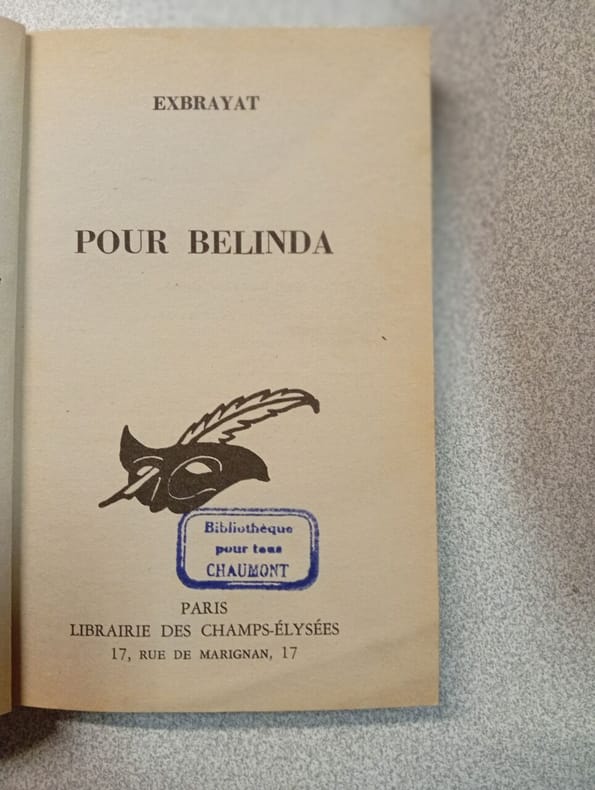 EXBRAYAT
POUR BELINDA
Bibliothèque
pour tous
CHAUMONT
PARIS
LIBRAIRIE DES CHAMPS-ÉLYSÉES
17, RUE DE MARIGNAN, 17